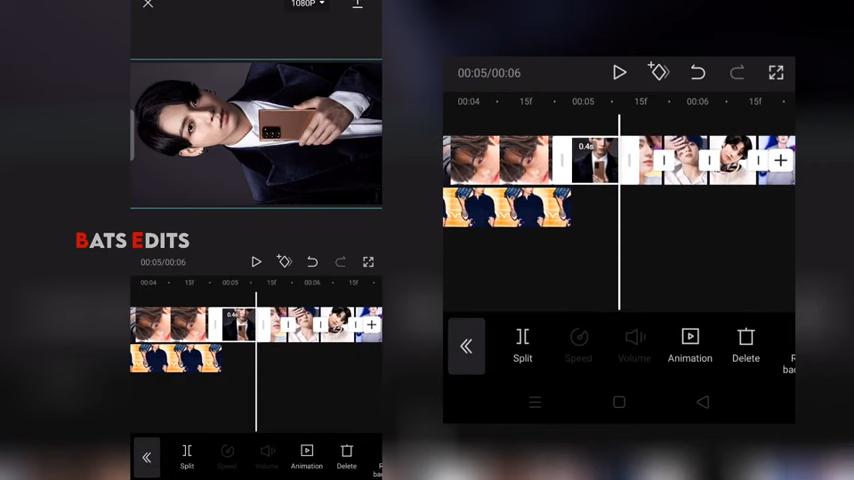 1080P
BATS EDITS
00:05/00:06
00:04 15f 00:05 15f 00:06 15f
0.4s
Split Speed Volume Animation Delete
00:05/00:06
00:04 15f 00:05 15f 00:06 15f
0.4s
Split Speed Volume Animation Delete